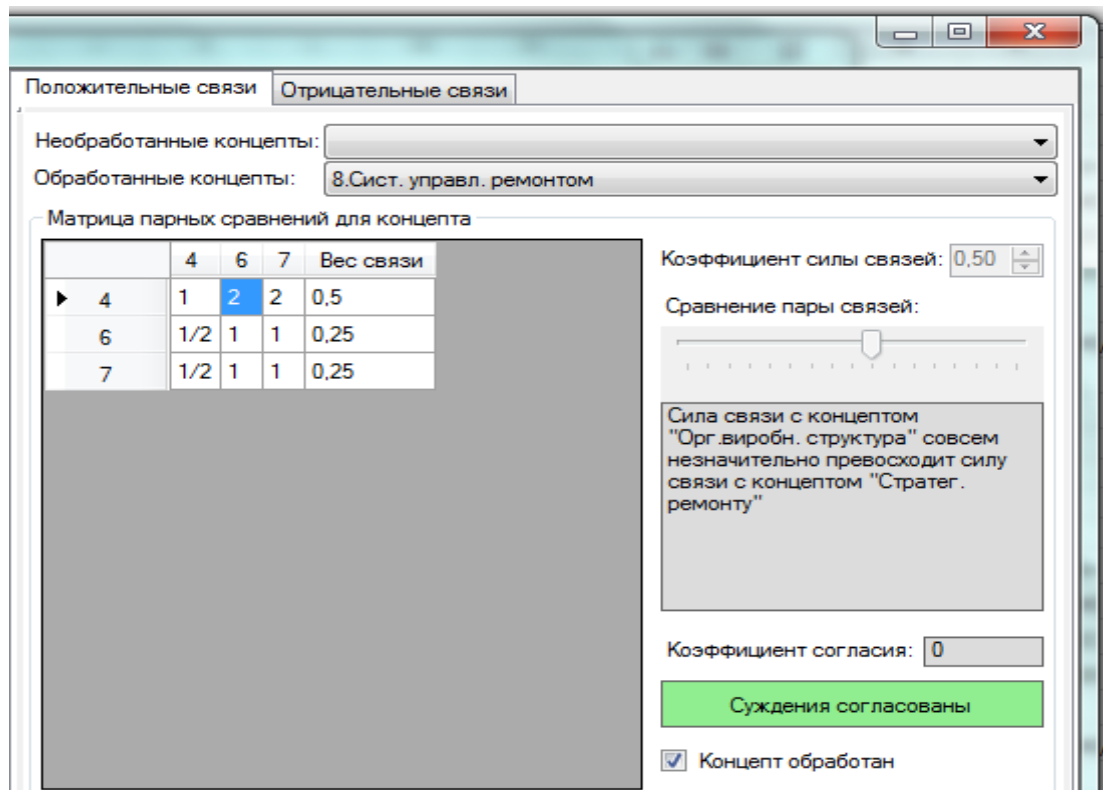 Положительные связи Отрицательные связи
Необработанные концепты:
Обработанные концепты: 8.Сист. управл. ремонтом
Матрица парных сравнений для концепта
4 6 7 Вес связи
4 1 2 2 0,5
6 1/2 1 1 0,25
7 1/2 1 1 0,25
Коэффициент силы связей: 0,50
Сравнение пары связей:
Сила связи с концептом
"Орг.виробн. структура" совсем
незначительно превосходит силу
связи с концептом "Стратег.
ремонту"
Коэффициент согласия: 0
Суждения согласованы
Концепт обработан